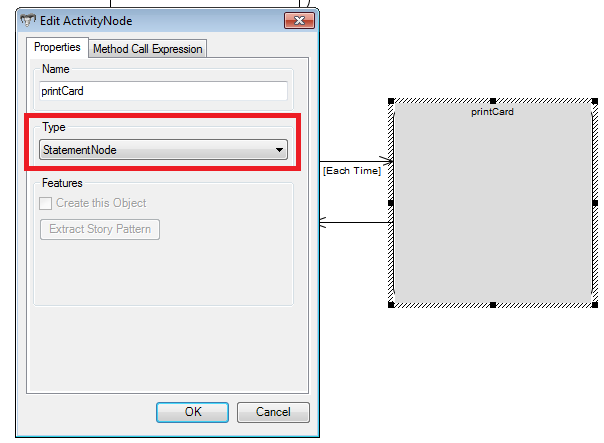 Edit ActivityNode
Properties
Method Call Expression
Name
printCard
Type
StatementNode
Features
Create this Object
Extract Story Pattern
OK
Cancel
[Each Time]
printCard